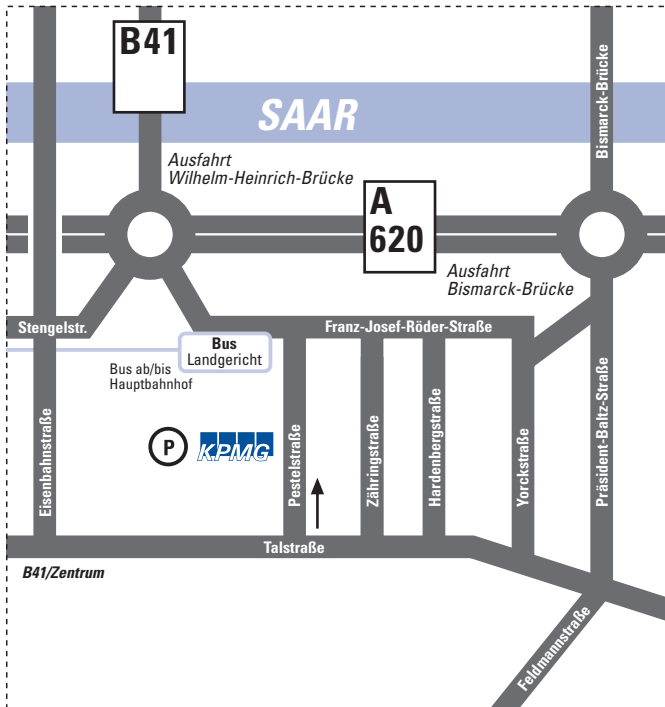 B41
Bismarck-Brücke
SAAR
Ausfahrt
Wilhelm-Heinrich-Brücke
A
620
Ausfahrt
Bismarck-Brücke
Stengelstr.
Franz-Josef-Röder-Straße
Bus
Landgericht
Bus ab/bis
Hauptbahnhof
Eisenbahnstraße
P
KPMG
Pestelstraße
Zähringstraße
Hardenbergstraße
Yorckstraße
Präsident-Baltz-Straße
Talstraße
B41/Zentrum
Feldmannstraße